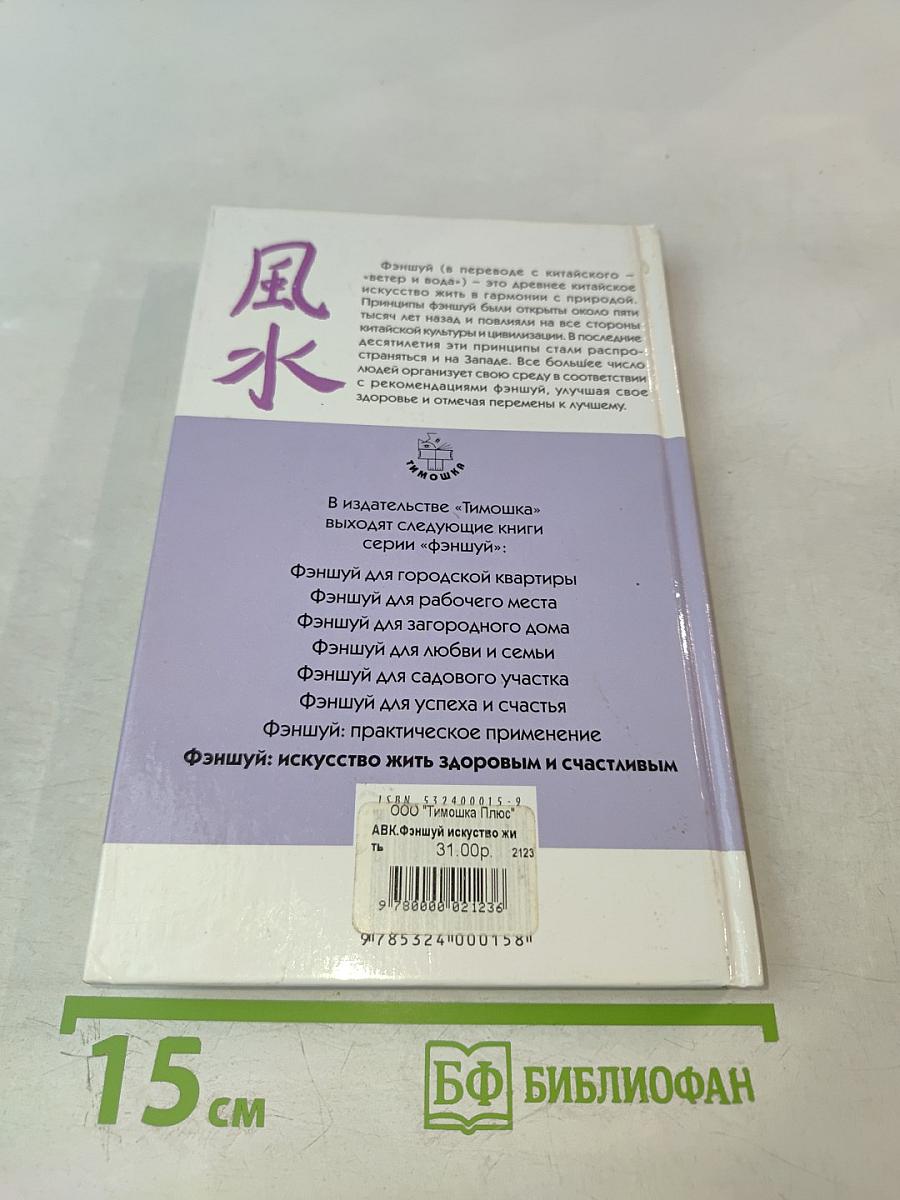 風
水
Фэншуй (в переводе с китайского –
«ветер и вода») – это древнее китайское
искусство жить в гармонии с природой.
Принципы фэншуй были открыты около пяти
тысяч лет назад и повлияли на все стороны
китайской культуры и цивилизации. В последние
десятилетия эти принципы стали распро-
страняться и на Западе. Все большее число
людей организует свою среду в соответствии
с рекомендациями фэншуй, улучшая свое
здоровье и отмечая перемены к лучшему.
ТИМОШКА
В издательстве «Тимошка»
выходят следующие книги
серии «фэншуй»:
Фэншуй для городской квартиры
Фэншуй для рабочего места
Фэншуй для загородного дома
Фэншуй для любви и семьи
Фэншуй для садового участка
Фэншуй для успеха и счастья
Фэншуй: практическое применение
Фэншуй: искусство жить здоровым и счастливым
ISBN 532400015-9
ООО "Тимошка Плюс"
АВК.Фэншуй искуство жи
ть 31.00р. 2123
9 780000 021236
9 785324 000158
15 см
БФ БИБЛИОФАН